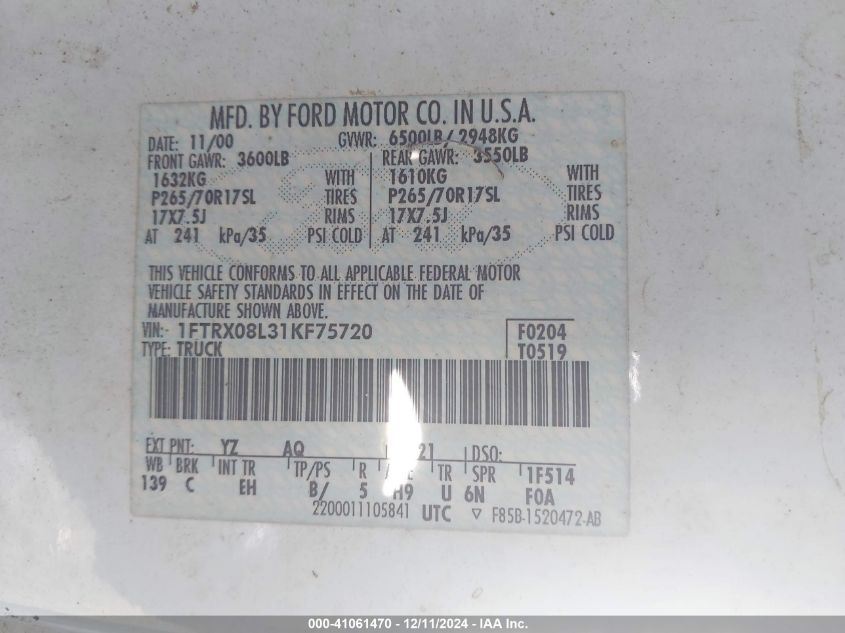 MFD. BY FORD MOTOR CO. IN U.S.A.
DATE: 11/00 GVWR: 6500LB/ 2948KG
FRONT GAWR: 3600LB REAR GAWR: 3550LB
1632KG WITH 1610KG WITH
P265/70R17SL TIRES P265/70R17SL TIRES
17X7.5J RIMS 17X7.5J RIMS
AT 241 kPa/35 PSI COLD AT 241 kPa/35 PSI COLD
THIS VEHICLE CONFORMS TO ALL APPLICABLE FEDERAL MOTOR
VEHICLE SAFETY STANDARDS IN EFFECT ON THE DATE OF
MANUFACTURE SHOWN ABOVE.
VIN: 1FTRX08L31KF75720 F0204
TYPE: TRUCK T0519
EXT PNT: YZ AQ 21 DSO:
WB BRK INT TR TP/PS R TR SPR 1F514
139 C EH B/ 5 H9 U 6N FOA
2200011105841 UTC ▽ F85B-1520472-AB
000-41061470 - 12/11/2024 - IAA Inc.